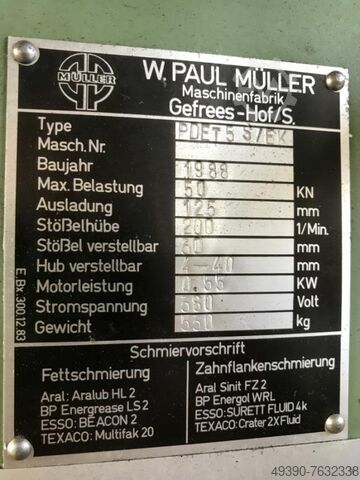 MÜLLER
W. PAUL MÜLLER
Maschinenfabrik
Gefrees-Hof/S.
Type PDET 5 S/EK
Masch.Nr.
Baujahr 1988
Max. Belastung 50 KN
Ausladung 125 mm
Stößelhübe 200 1/Min.
Stößel verstellbar 60 mm
Hub verstellbar 4-40 mm
Motorleistung 0,55 KW
Stromspannung 380 Volt
Gewicht kg
E.Bx. 300 12 83
Schmiervorschrift
Fettschmierung
Aral: Aralub HL 2
BP Energrease LS 2
ESSO: BEACON 2
TEXACO: Multifak 20
Zahnflankenschmierung
Aral Sinit FZ 2
BP Energol WRL
ESSO: SURETT FLUID 4k
TEXACO: Crater 2X Fluid
49390-7632338